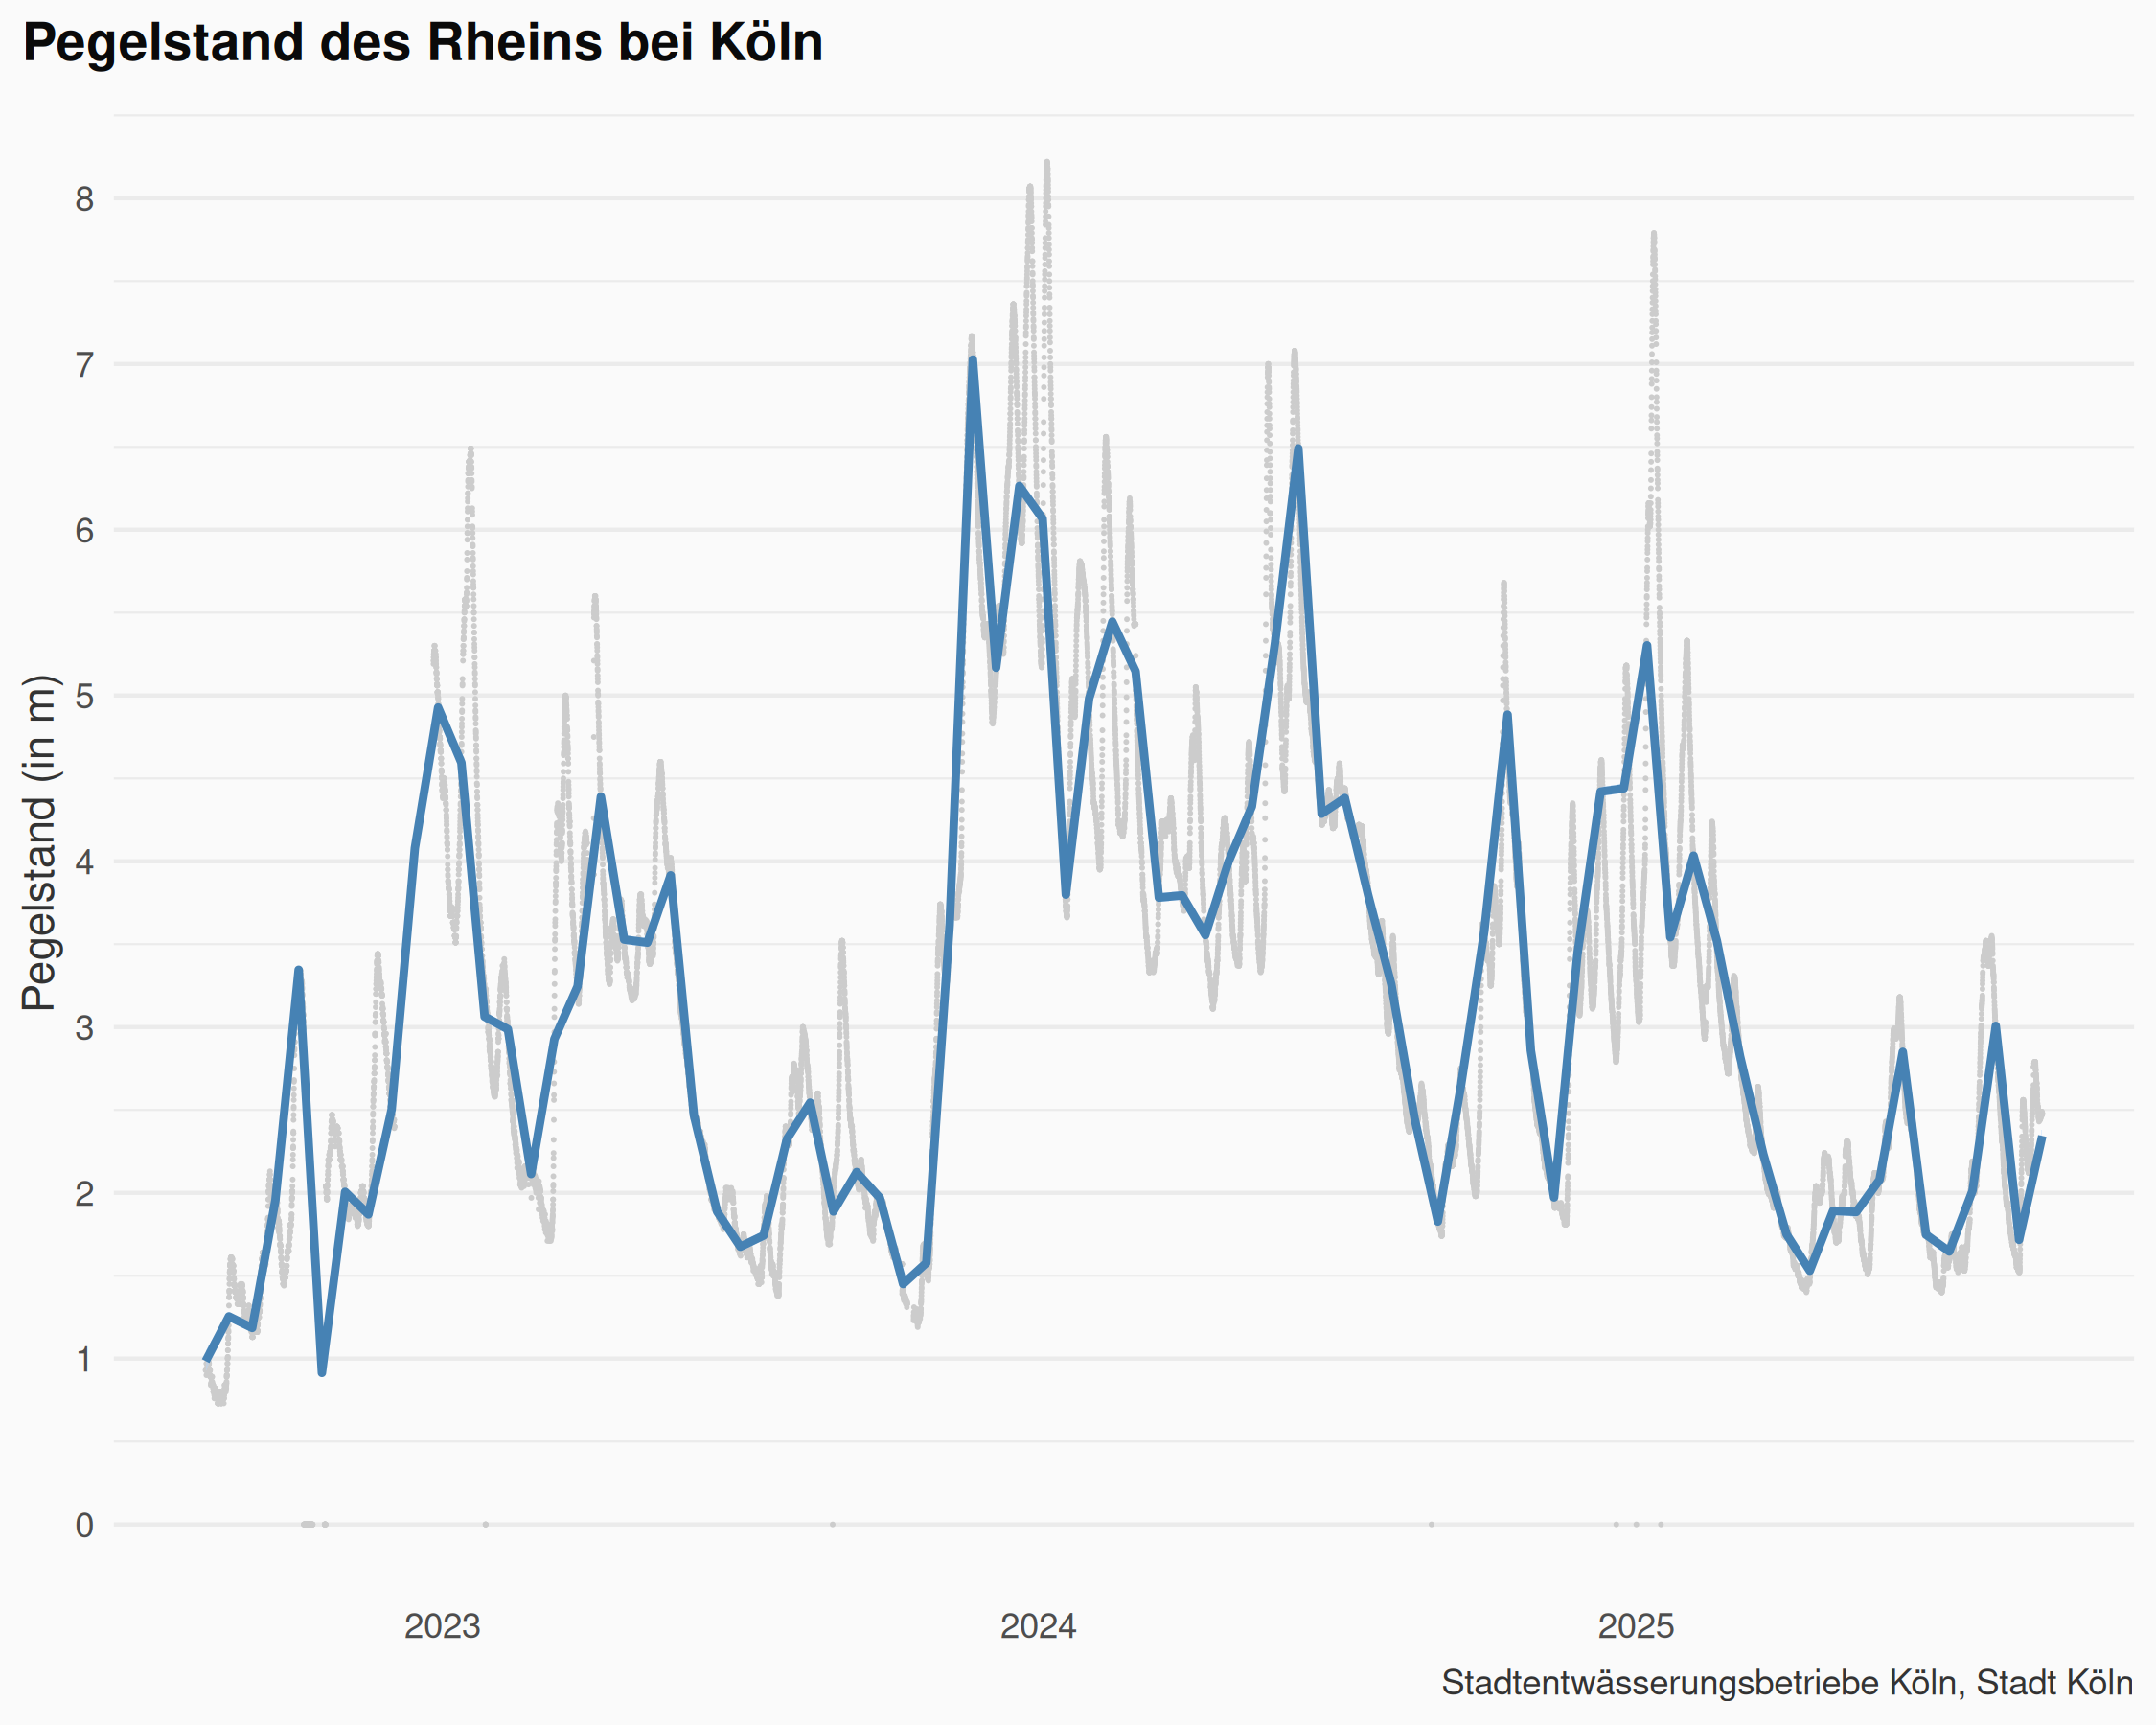 Pegelstand des Rheins bei Köln
Pegelstand (in m)
8
7
6
5
4
3
2
1
0
2023 2024 2025
Stadtentwässerungsbetriebe Köln, Stadt Köln